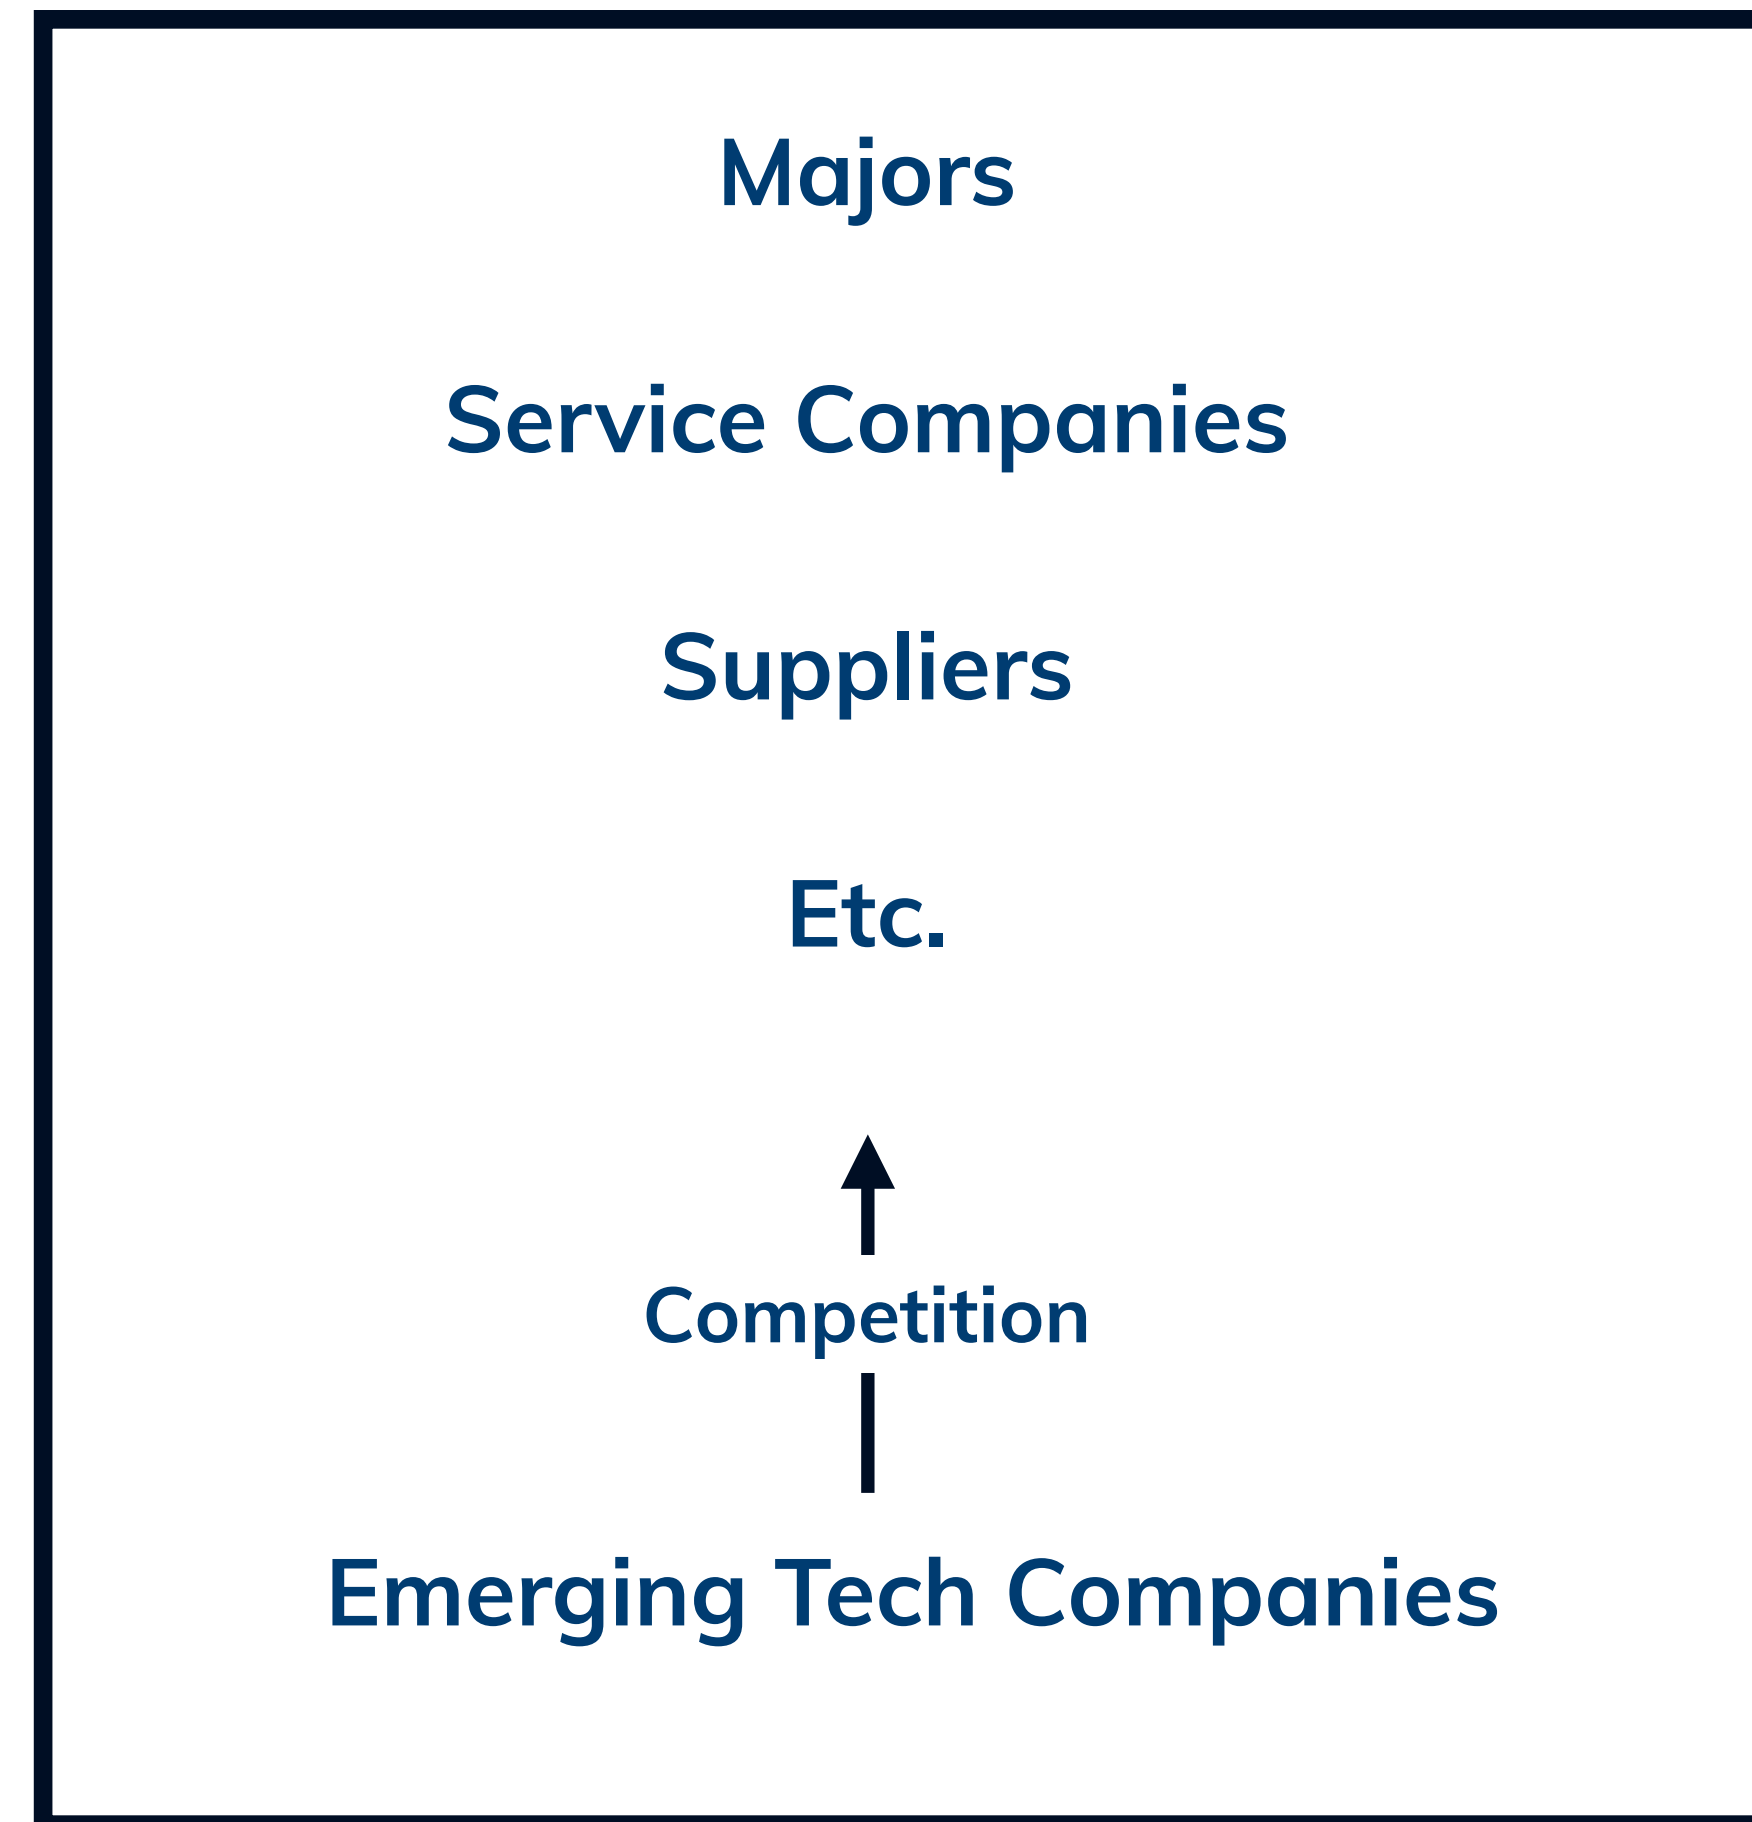 Majors
Service Companies
Suppliers
Etc.
Competition
Emerging Tech Companies